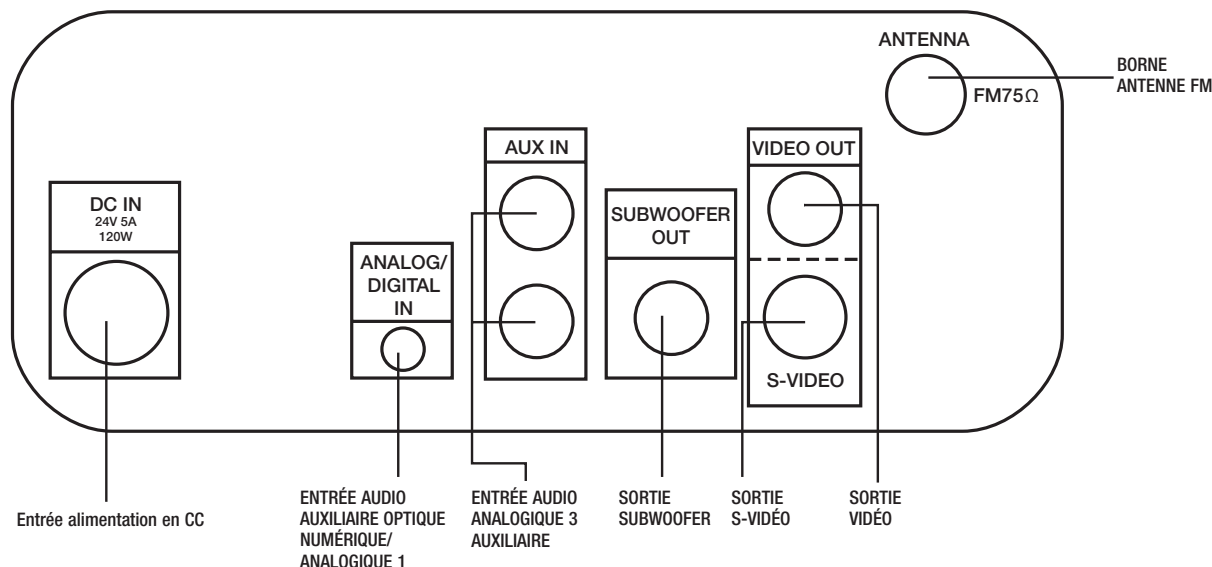 ANTENNA
FM75Ω
BORNE
ANTENNE FM
AUX IN
VIDEO OUT
DC IN
24V 5A
120W
SUBWOOFER
OUT
ANALOG/
DIGITAL
IN
S-VIDEO
Entrée alimentation en CC
ENTRÉE AUDIO
AUXILIAIRE OPTIQUE
NUMÉRIQUE/
ANALOGIQUE 1
ENTRÉE AUDIO
ANALOGIQUE 3
AUXILIAIRE
SORTIE
SUBWOOFER
SORTIE
S-VIDÉO
SORTIE
VIDÉO